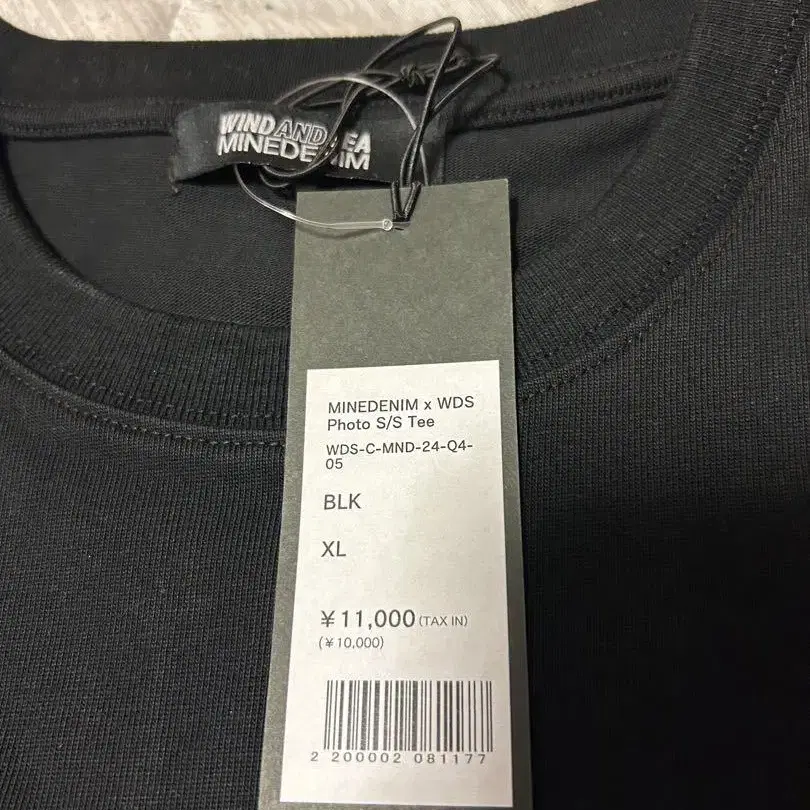 WIND AND SEA
MINEDENIM
MINEDENIM x WDS
Photo S/S Tee
WDS-C-MND-24-Q4-
05
BLK
XL
¥11,000 (TAX IN)
(¥10,000)
2 200002 081177